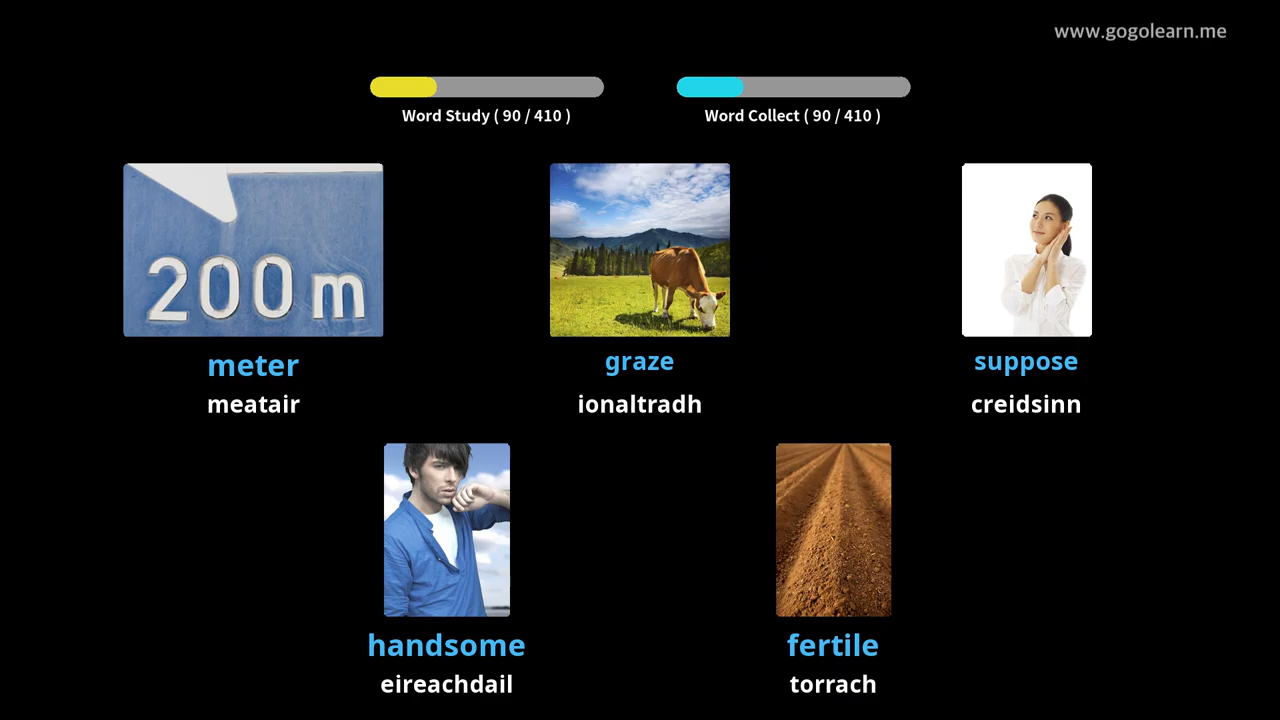 www.gogolearn.me
Word Study ( 90 / 410 )
Word Collect ( 90 / 410 )
200 m
meter
meatair
graze
ionaltradh
suppose
creidsinn
handsome
eireachdail
fertile
torrach